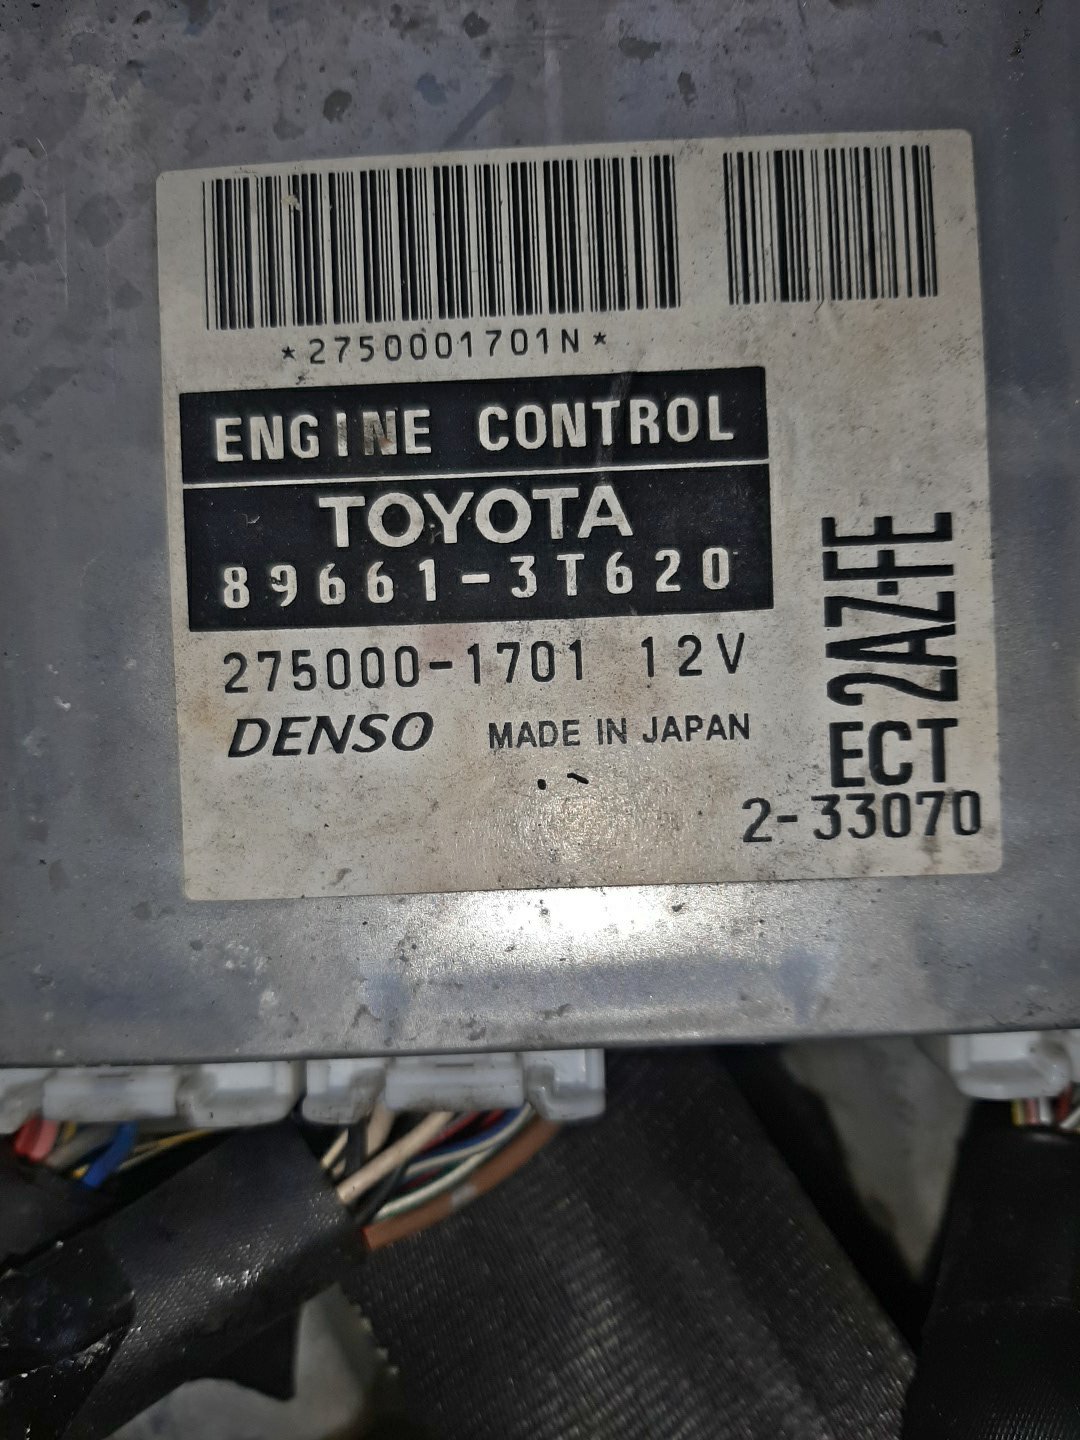 *2750001701N*
ENGINE CONTROL
TOYOTA
89661-3T620
275000-1701 12V
DENSO MADE IN JAPAN
2AZ-FE
ECT
2-33070